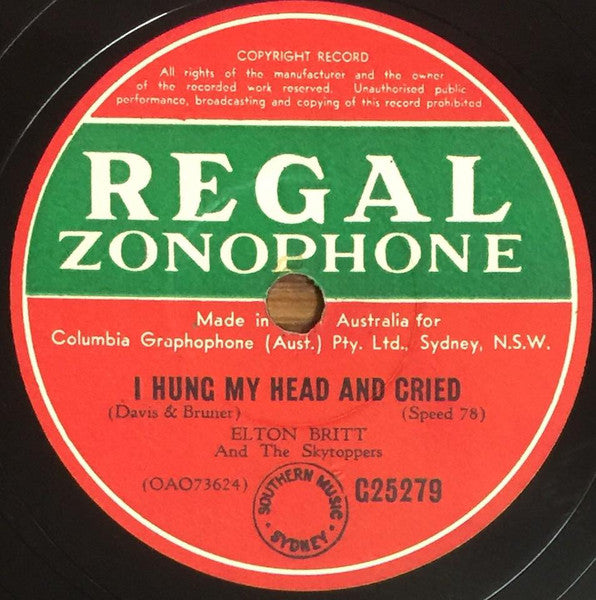 COPYRIGHT RECORD
All rights of the manufacturer and the owner
of the recorded work reserved. Unauthorised public
performance, broadcasting and copying of this record prohibited
REGAL
ZONOPHONE
Made in Australia for
Columbia Graphophone (Aust.) Pty. Ltd., Sydney, N.S.W.
I HUNG MY HEAD AND CRIED
(Davis & Bruner) (Speed 78)
ELTON BRITT
And The Skytoppers
(OAO73624) SOUTHERN MUSIC SYDNEY G25279